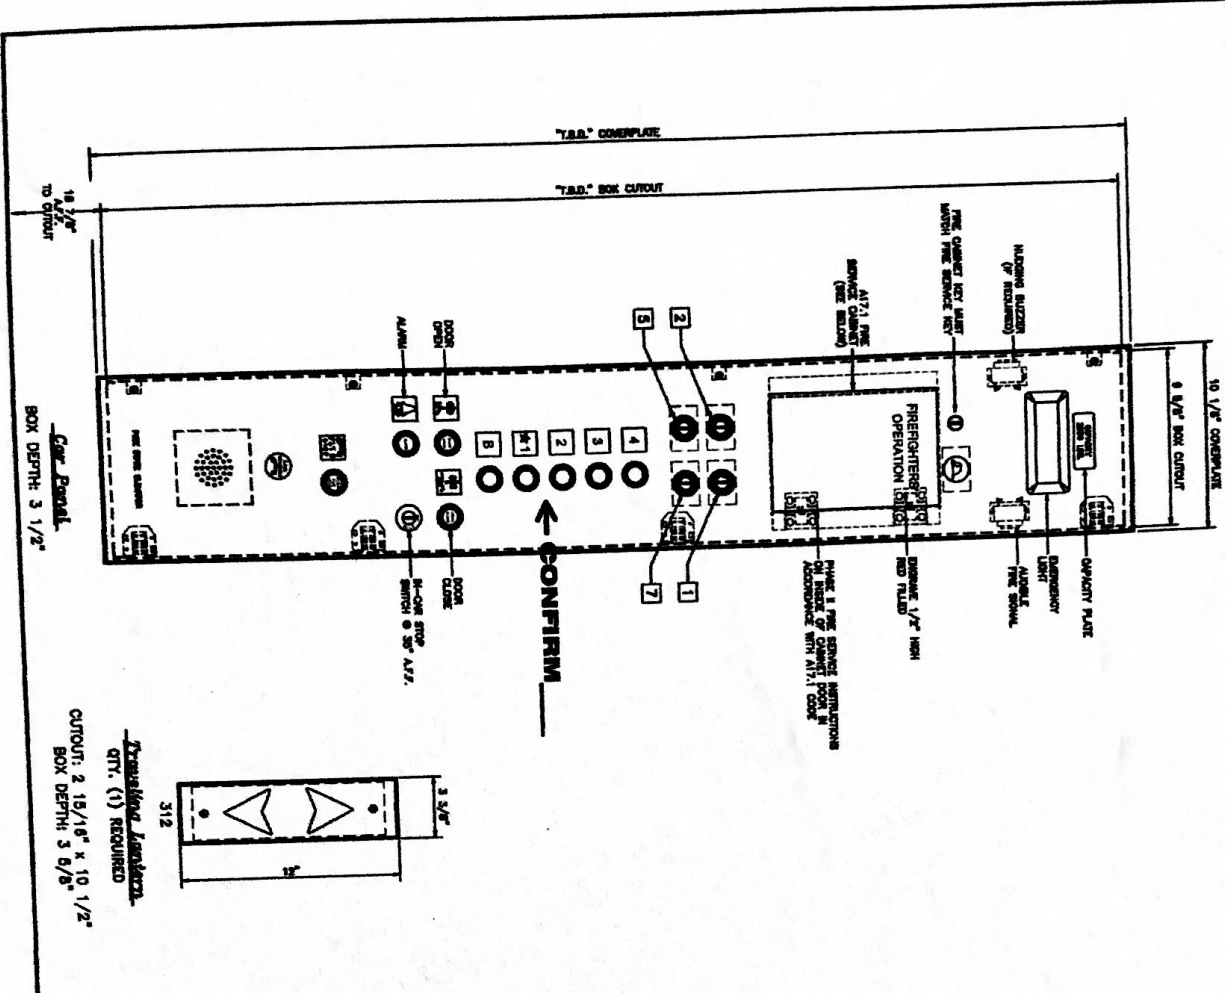 "T.B.D." COVERPLATE
"T.B.D." BOX CUTOUT
10 1/8" COVERPLATE
9 5/8" BOX CUTOUT
CAPACITY PLATE
EMERGENCY
LIGHT
AUDIBLE
FIRE SIGNAL
NUDGING BUZZER
(IF REQUIRED)
FIRE CABINET KEY MUST
MATCH FIRE SERVICE KEY
A17.1 FIRE
SERVICE CABINET
(SEE BELOW)
FIREFIGHTERS
OPERATION
ENGRAVE 1/2" HIGH
RED FILLED
PHASE II FIRE SERVICE INSTRUCTIONS
ON INSIDE OF CABINET DOOR IN
ACCORDANCE WITH A17.1 CODE
2
1
5
7
4
3
2
★1
B
CONFIRM
DOOR
OPEN
DOOR
CLOSE
ALARM
IN-CAR STOP
SWITCH @ 35" A.F.F.
18 7/8"
A.F.F.
TO CUTOUT
Car Panel
BOX DEPTH: 3 1/2"
3 3/8"
12"
312
Traveling Lantern
QTY. (1) REQUIRED
CUTOUT: 2 15/16" x 10 1/2"
BOX DEPTH: 3 5/8"